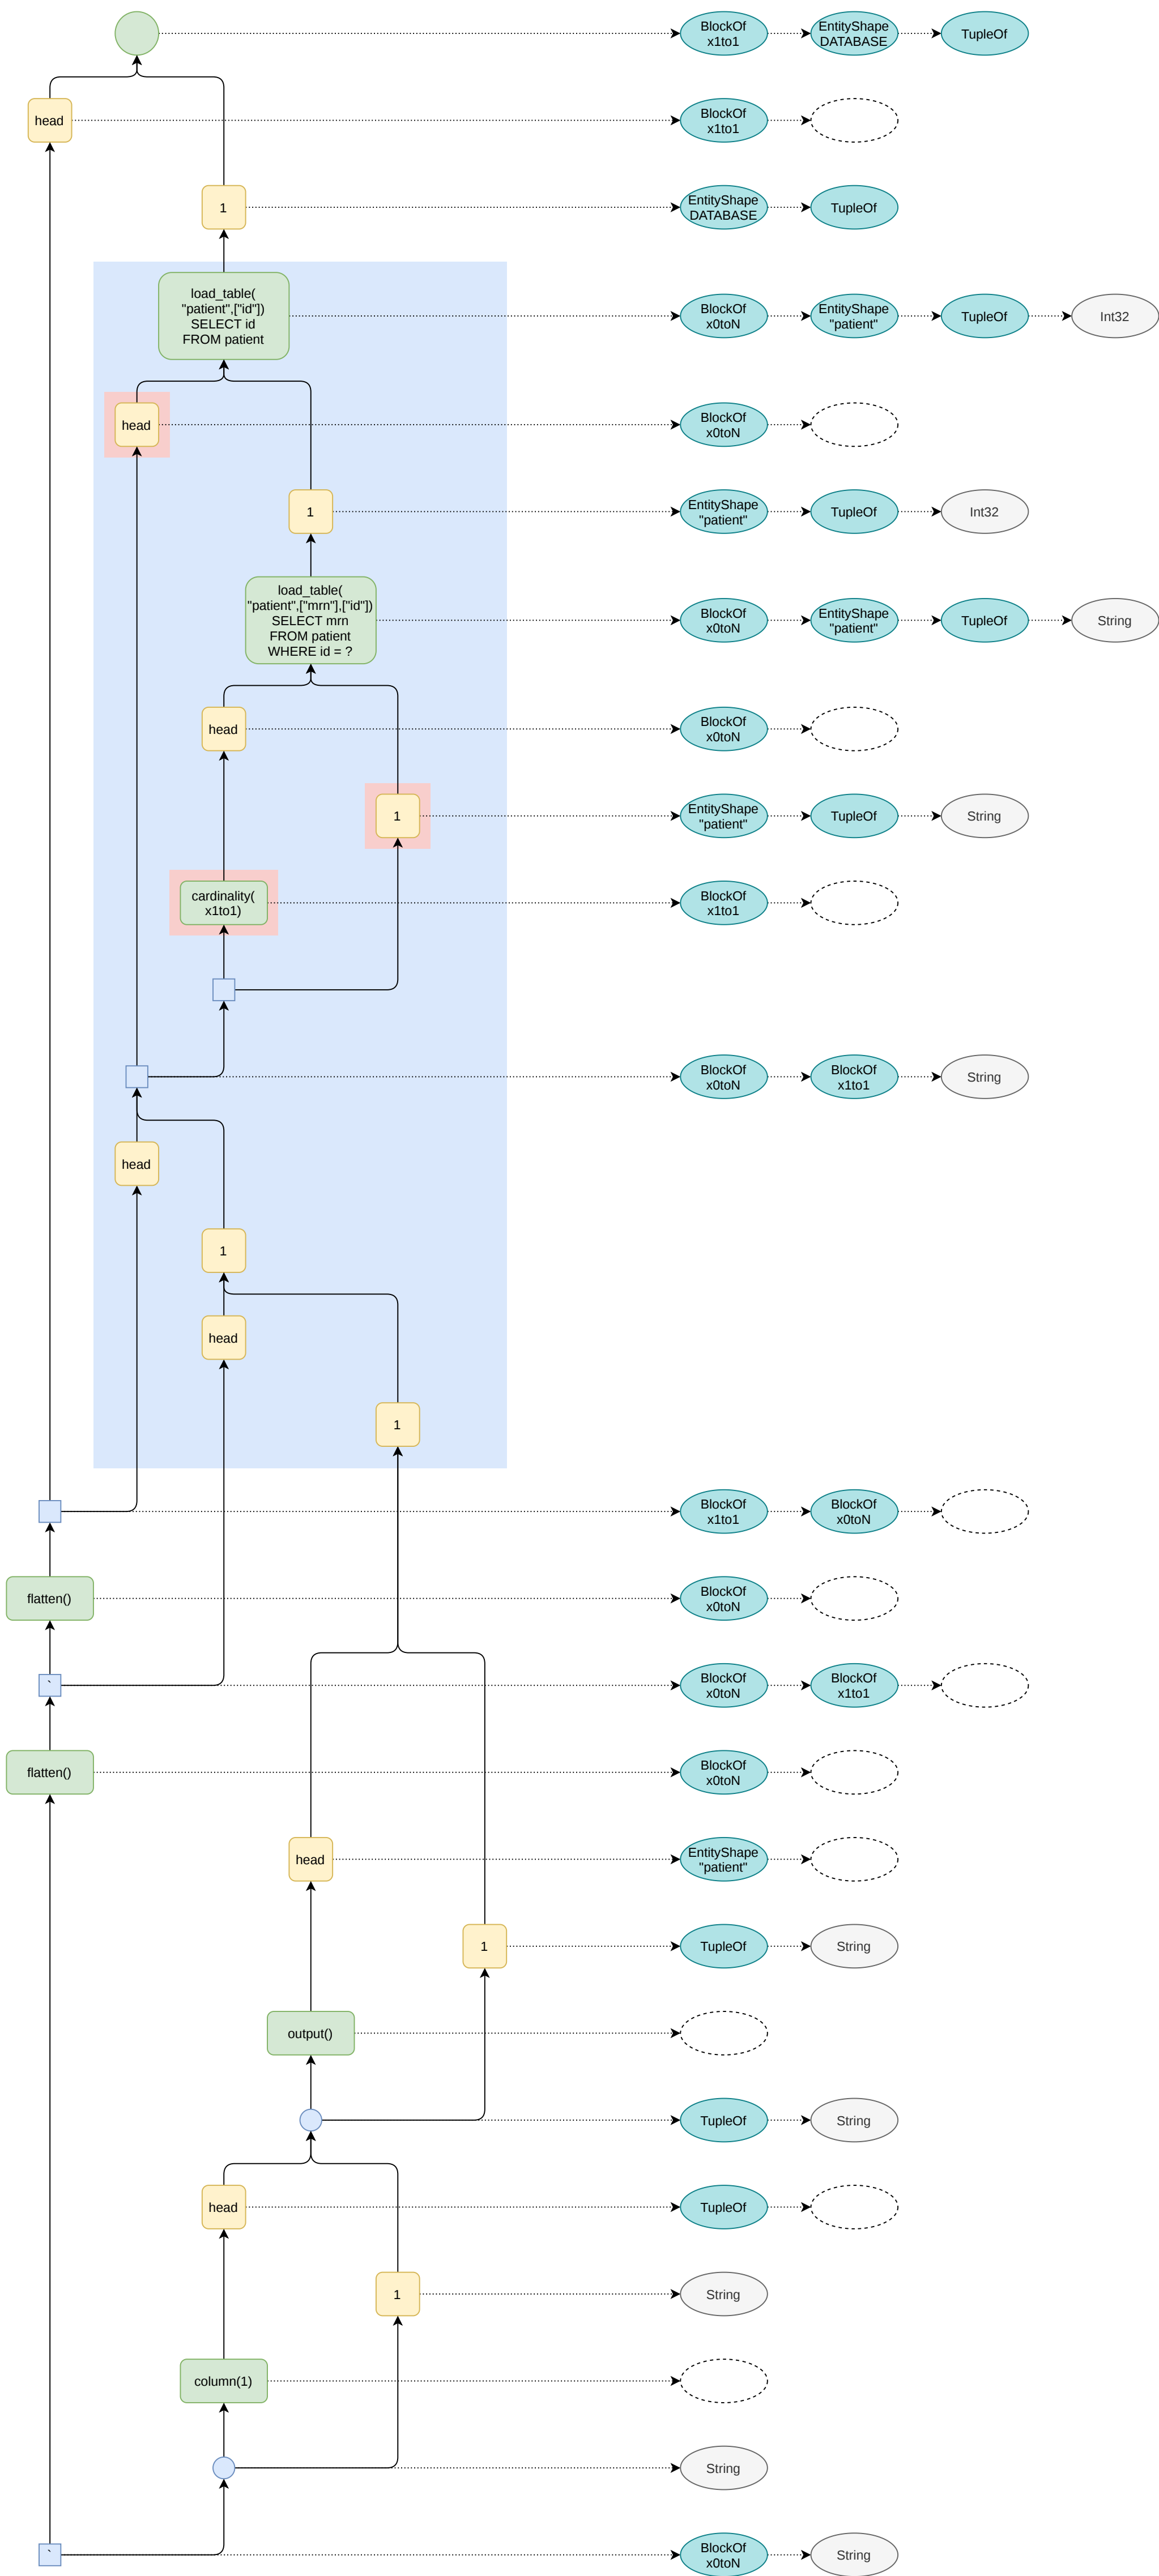 BlockOf
x1to1
EntityShape
DATABASE
TupleOf
head
BlockOf
x1to1
1
EntityShape
DATABASE
TupleOf
load_table(
"patient",["id"])
SELECT id
FROM patient
BlockOf
x0toN
EntityShape
"patient"
TupleOf
Int32
head
BlockOf
x0toN
1
EntityShape
"patient"
TupleOf
Int32
load_table(
"patient",["mrn"],["id"])
SELECT mrn
FROM patient
WHERE id = ?
BlockOf
x0toN
EntityShape
"patient"
TupleOf
String
head
BlockOf
x0toN
1
EntityShape
"patient"
TupleOf
String
cardinality(
x1to1)
BlockOf
x1to1
BlockOf
x0toN
BlockOf
x1to1
String
head
1
head
1
BlockOf
x1to1
BlockOf
x0toN
flatten()
BlockOf
x0toN
`
BlockOf
x0toN
BlockOf
x1to1
flatten()
BlockOf
x0toN
head
EntityShape
"patient"
1
TupleOf
String
output()
TupleOf
String
head
TupleOf
1
String
column(1)
String
`
BlockOf
x0toN
String